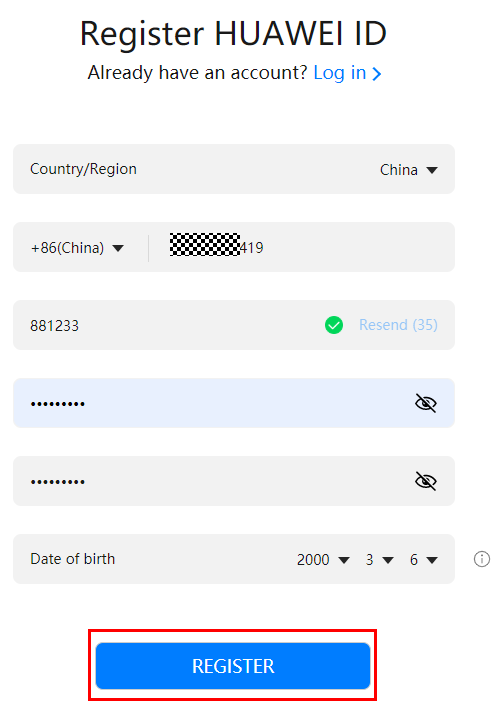 Register HUAWEI ID
Already have an account? Log in >
Country/Region China
+86(China) 419
881233 Resend (35)
•••••••••
•••••••••
Date of birth 2000 3 6
REGISTER